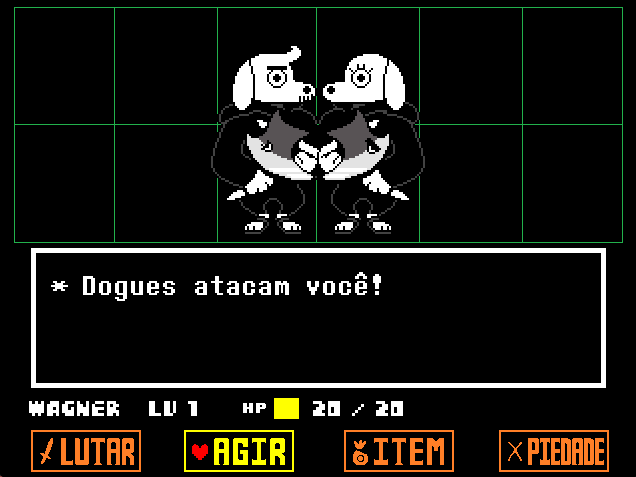 * Dogues atacam você!
WAGNER LV 1 HP 20 / 20
LUTAR AGIR ITEM PIEDADE